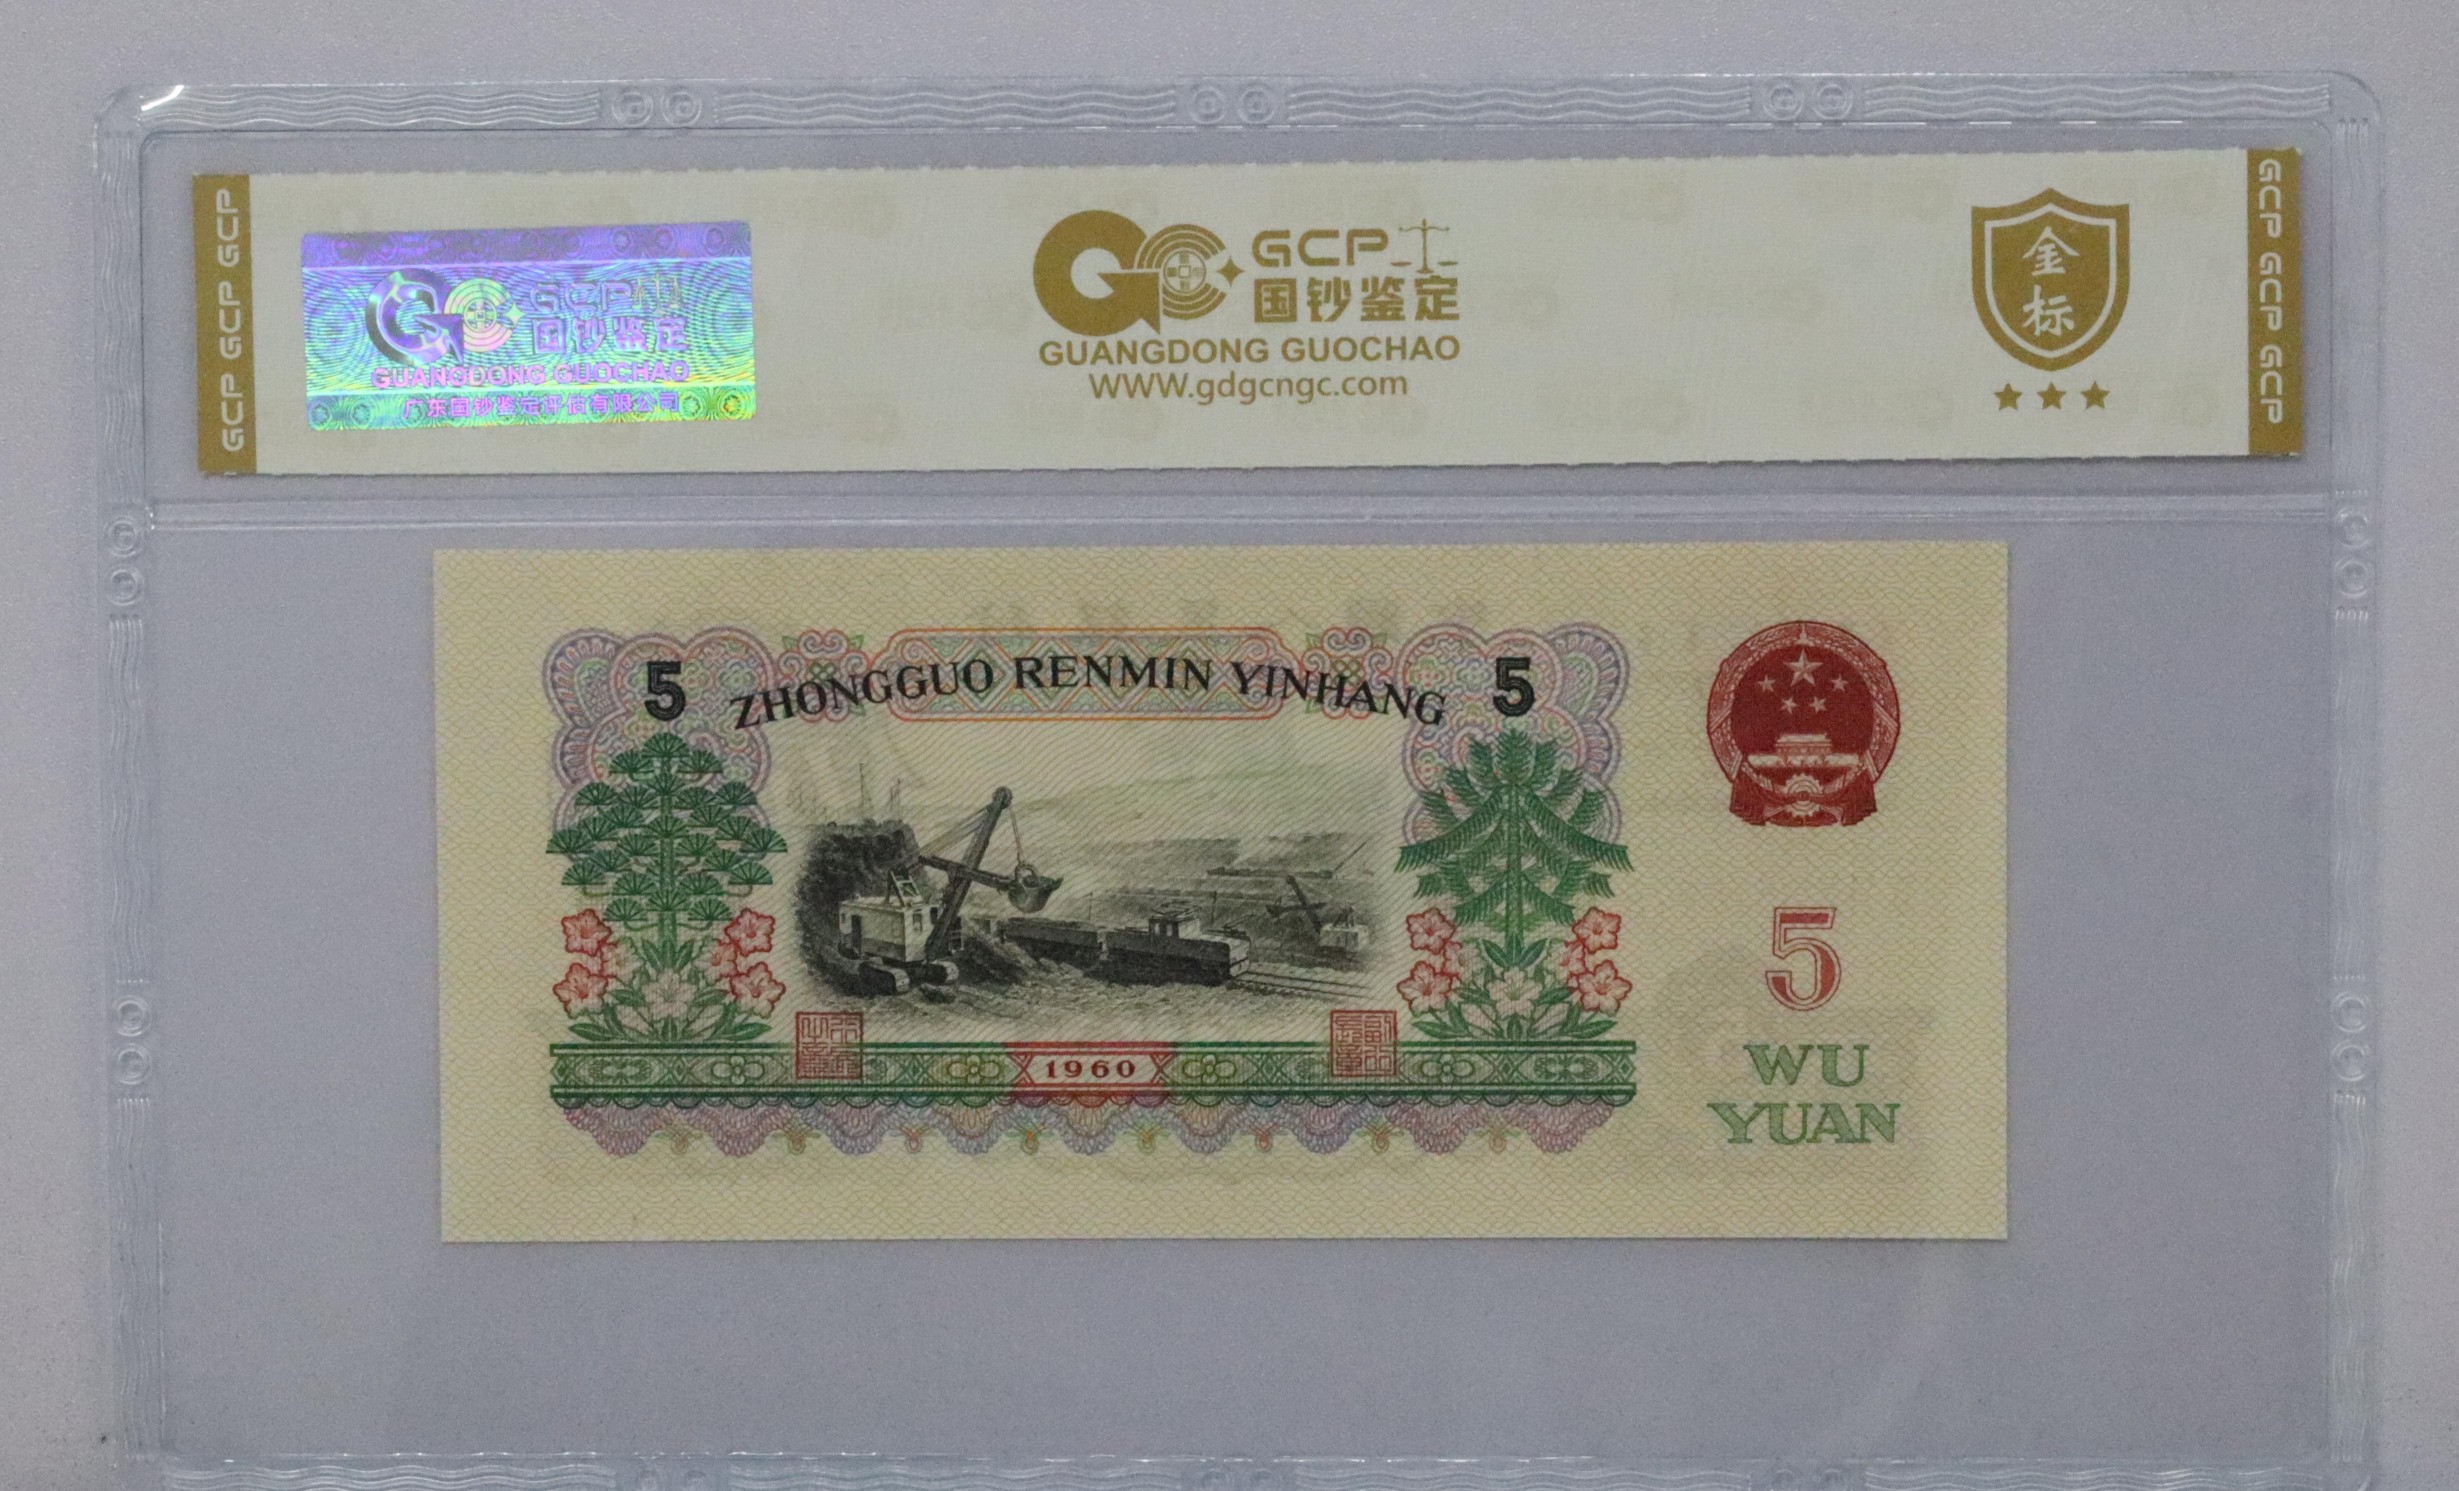 GCP GCP GCP
GCP
国钞鉴定
GUANGDONG GUOCHAO
广东国钞鉴定评估有限公司
GCP
国钞鉴定
GUANGDONG GUOCHAO
WWW.gdgcngc.com
金
标
GCP GCP GCP
5 ZHONGGUO RENMIN YINHANG 5
5
WU
YUAN
1960